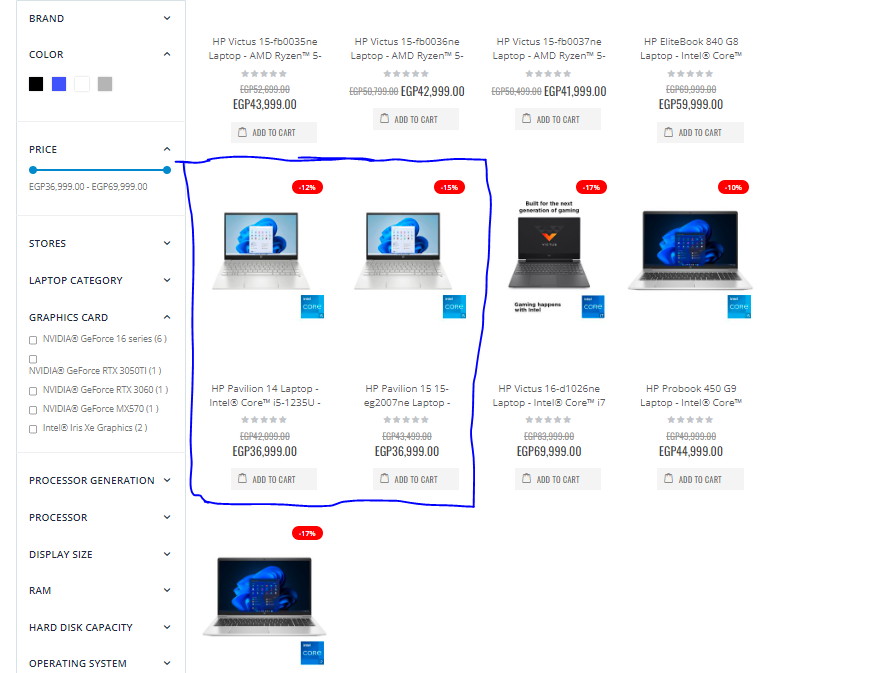 BRAND
COLOR
PRICE
EGP36,999.00 - EGP69,999.00
STORES
LAPTOP CATEGORY
GRAPHICS CARD
NVIDIA® GeForce 16 series (6 )
NVIDIA® GeForce RTX 3050TI (1 )
NVIDIA® GeForce RTX 3060 (1 )
NVIDIA® GeForce MX570 (1 )
Intel® Iris Xe Graphics (2 )
PROCESSOR GENERATION
PROCESSOR
DISPLAY SIZE
RAM
HARD DISK CAPACITY
OPERATING SYSTEM
HP Victus 15-fb0035ne
Laptop - AMD Ryzen™ 5-
EGP52,699.00
EGP43,999.00
ADD TO CART
HP Victus 15-fb0036ne
Laptop - AMD Ryzen™ 5-
EGP50,799.00 EGP42,999.00
ADD TO CART
HP Victus 15-fb0037ne
Laptop - AMD Ryzen™ 5-
EGP50,499.00 EGP41,999.00
ADD TO CART
HP EliteBook 840 G8
Laptop - Intel® Core™
EGP69,999.00
EGP59,999.00
ADD TO CART
-12%
intel
CORE
HP Pavilion 14 Laptop -
Intel® Core™ i5-1235U -
EGP42,099.00
EGP36,999.00
ADD TO CART
-15%
intel
CORE
HP Pavilion 15 15-
eg2007ne Laptop -
EGP43,499.00
EGP36,999.00
ADD TO CART
-17%
Built for the next
generation of gaming
VICTUS
Gaming happens
with Intel
intel
CORE
HP Victus 16-d1026ne
Laptop - Intel® Core™ i7
EGP83,999.00
EGP69,999.00
ADD TO CART
-10%
intel
CORE
HP Probook 450 G9
Laptop - Intel® Core™
EGP49,999.00
EGP44,999.00
ADD TO CART
-17%
intel
CORE